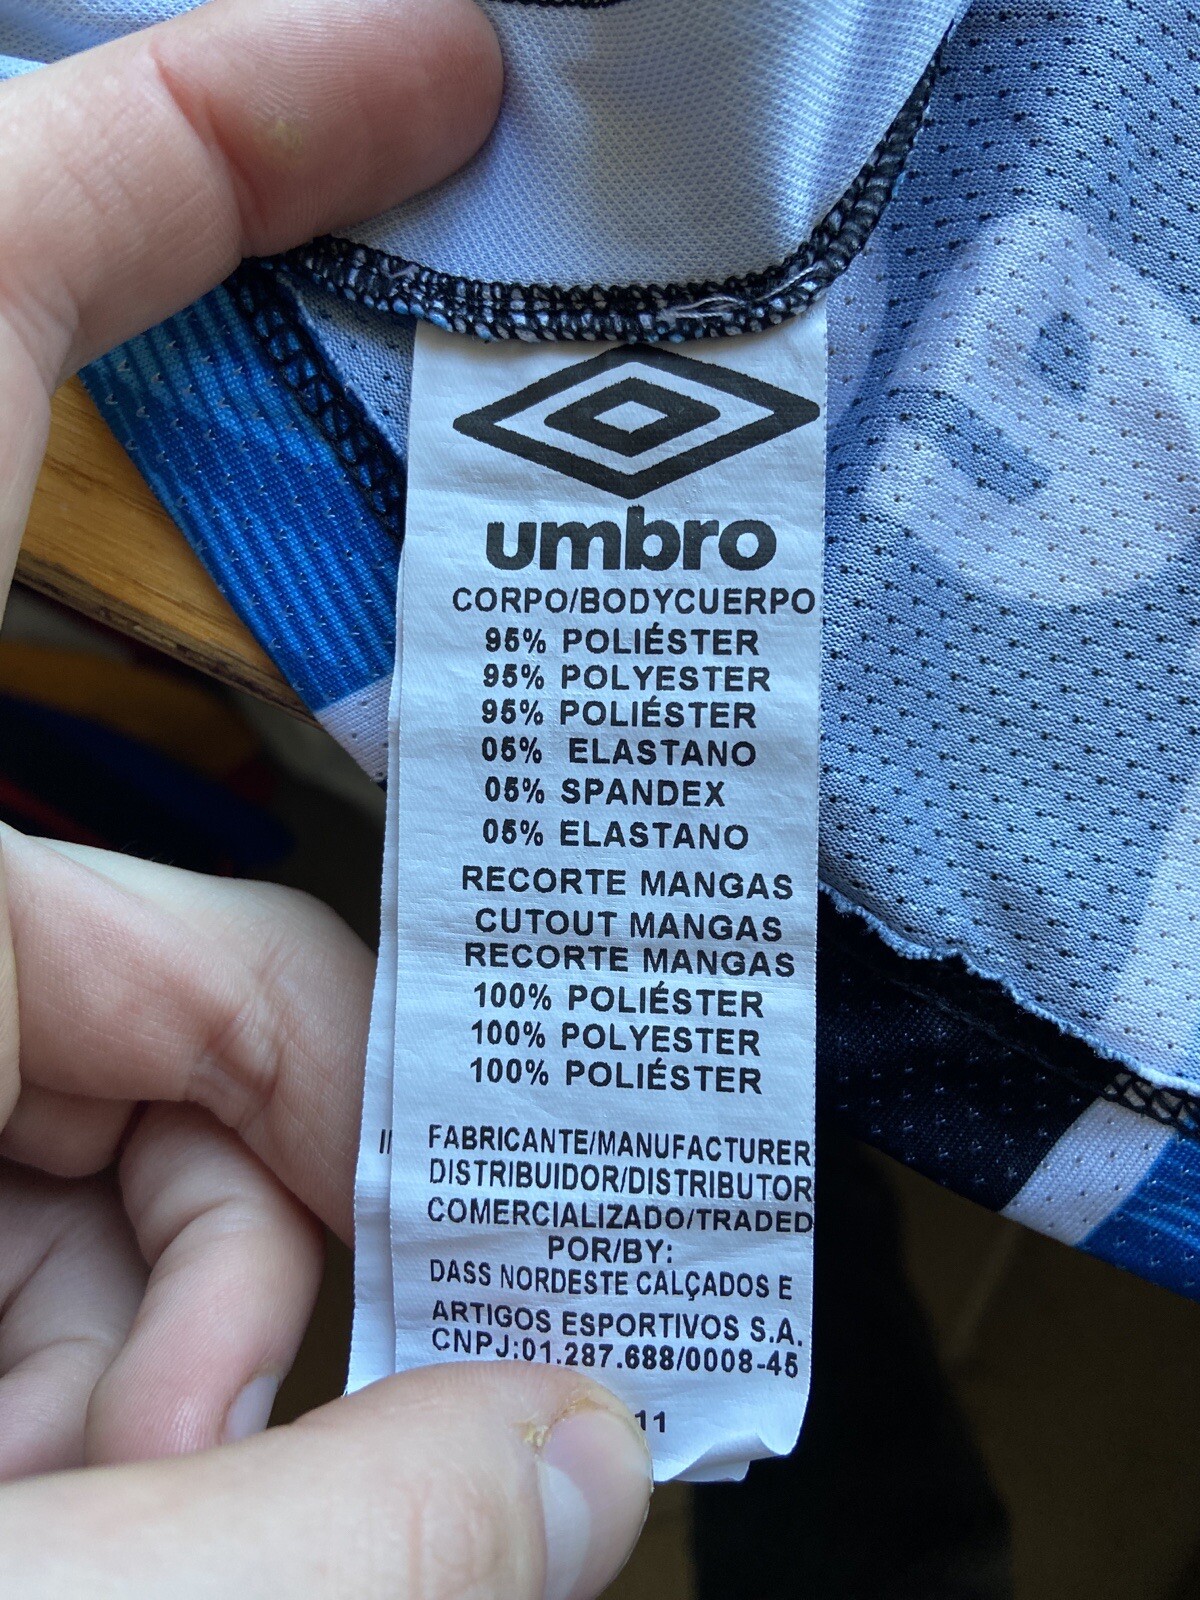 umbro
CORPO/BODYCUERPO
95% POLIÉSTER
95% POLYESTER
95% POLIÉSTER
05% ELASTANO
05% SPANDEX
05% ELASTANO
RECORTE MANGAS
CUTOUT MANGAS
RECORTE MANGAS
100% POLIÉSTER
100% POLYESTER
100% POLIÉSTER
FABRICANTE/MANUFACTURER
DISTRIBUIDOR/DISTRIBUTOR
COMERCIALIZADO/TRADED
POR/BY:
DASS NORDESTE CALÇADOS E
ARTIGOS ESPORTIVOS S.A.
CNPJ:01.287.688/0008-45
11